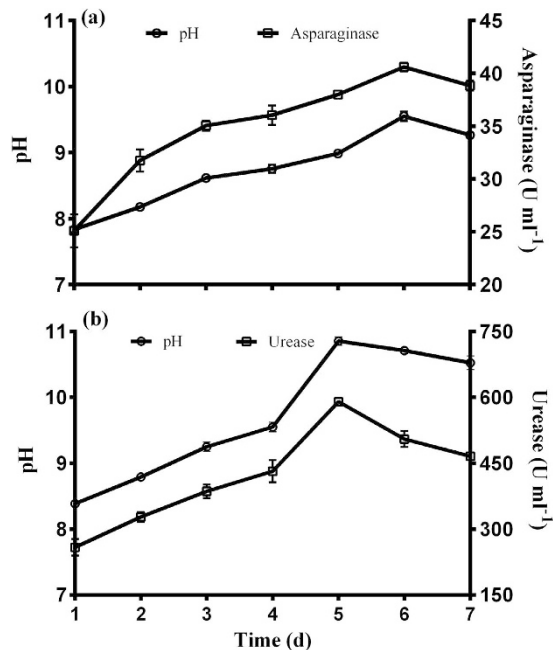 (a)
pH
Asparaginase
11
10
9
8
7
pH
45
40
35
30
25
20
Asparaginase (U ml-1)
(b)
pH
Urease
11
10
9
8
7
pH
750
600
450
300
150
Urease (U ml-1)
1 2 3 4 5 6 7
Time (d)